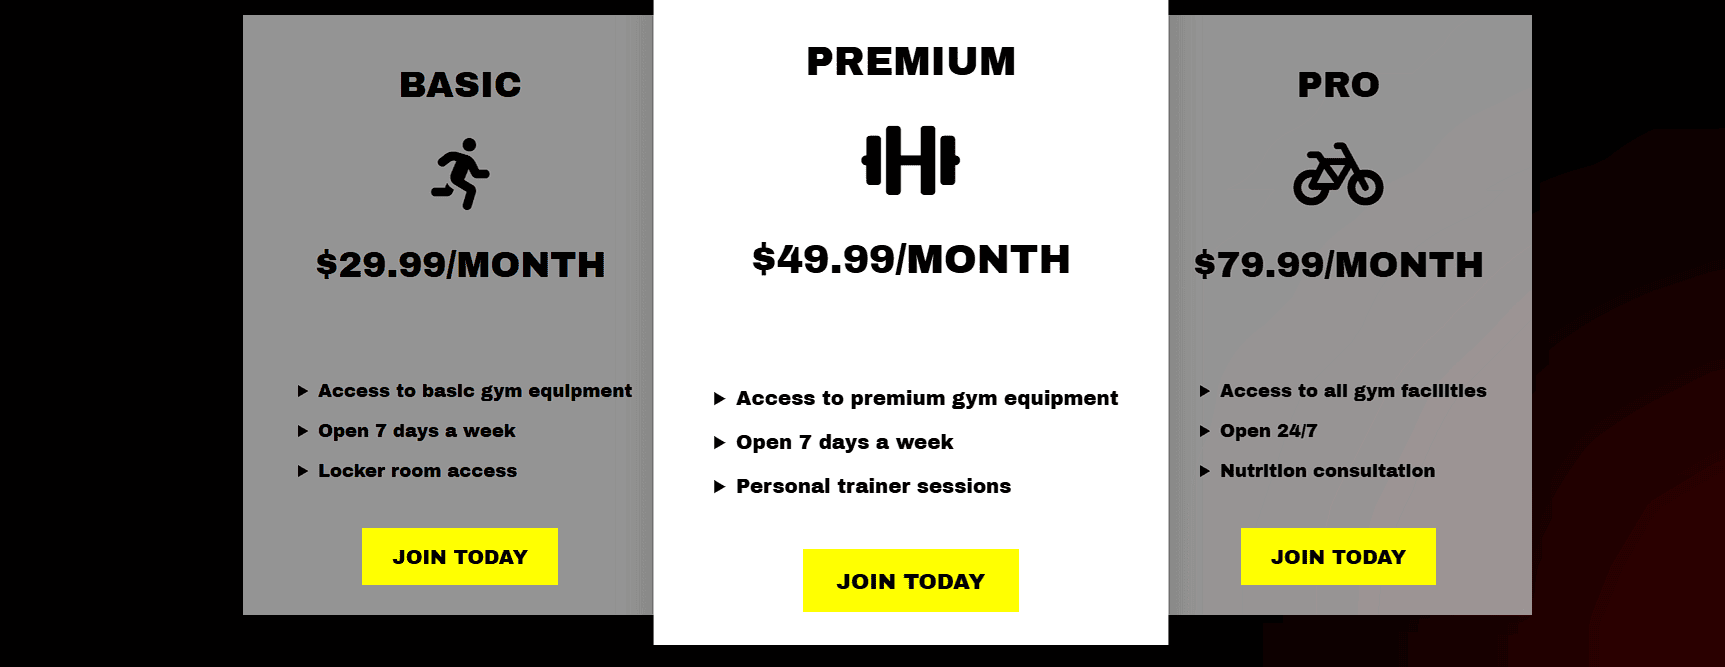 BASIC
$29.99/MONTH
Access to basic gym equipment
Open 7 days a week
Locker room access
JOIN TODAY
PREMIUM
$49.99/MONTH
Access to premium gym equipment
Open 7 days a week
Personal trainer sessions
JOIN TODAY
PRO
$79.99/MONTH
Access to all gym facilities
Open 24/7
Nutrition consultation
JOIN TODAY